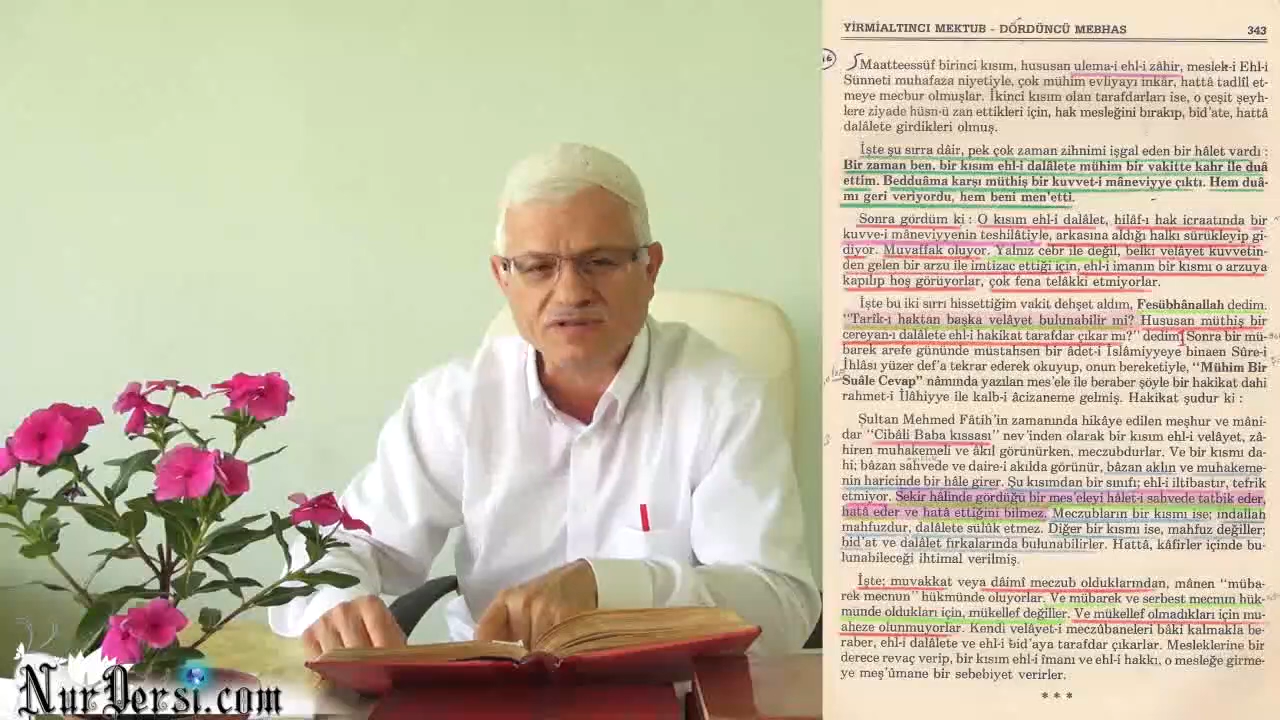 YİRMİALTINCI MEKTUB - DÖRDÜNCÜ MEBHAS 343
Maatteessüf birinci kısım, hususan ulema-i ehl-i zâhir, meslek-i Ehl-i
Sünneti muhafaza niyetiyle, çok mühim evliyayı inkâr, hattâ tadlîl et-
meye mecbur olmuşlar. İkinci kısım olan tarafdarları ise, o çeşit şeyh-
lere ziyade hüsn-ü zan ettikleri için, hak mesleğini bırakıp, bid'ate, hattâ
dalâlete girdikleri olmuş.
İşte şu sırra dâir, pek çok zaman zihnimi işgal eden bir hâlet vardı :
Bir zaman ben, bir kısım ehl-i dalâlete mühim bir vakitte kahr ile duâ
ettim. Bedduâma karşı müthiş bir kuvvet-i mâneviyye çıktı. Hem duâ-
mı geri veriyordu, hem beni men'etti.
Sonra gördüm ki : O kısım ehl-i dalâlet, hilâf-ı hak icraatında bir
kuvve-i mâneviyyenin teshilâtiyle, arkasına aldığı halkı sürükleyip gi-
diyor. Muvaffak oluyor. Yalnız cebr ile değil, belki velâyet kuvvetin-
den gelen bir arzu ile imtizac ettiği için, ehl-i imanın bir kısmı o arzuya
kapılıp hoş görüyorlar, çok fena telâkki etmiyorlar.
İşte bu iki sırrı hissettiğim vakit dehşet aldım, Fesübhânallah dedim.
"Tarîk-ı haktan başka velâyet bulunabilir mi? Hususan müthiş bir
cereyan-ı dalâlete ehl-i hakikat tarafdar çıkar mı?" dedim. Sonra bir mü-
barek arefe gününde müstahsen bir âdet-i İslâmiyyeye binaen Sûre-i
İhlâsı yüzer def'a tekrar ederek okuyup, onun bereketiyle, "Mühim Bir
Suâle Cevap" nâmında yazılan mes'ele ile beraber şöyle bir hakikat dahi
rahmet-i İlâhiyye ile kalb-i âcizaneme gelmiş. Hakikat şudur ki :
Sultan Mehmed Fâtih'in zamanında hikâye edilen meşhur ve mâni-
dar "Cibâli Baba kıssası" nev'inden olarak bir kısım ehl-i velâyet, zâ-
hiren muhakemeli ve âkıl görünürken, meczubdurlar. Ve bir kısmı da-
hi; bâzan sahvede ve daire-i akılda görünür, bâzan aklın ve muhakeme-
nin haricinde bir hâle girer. Şu kısımdan bir sınıfı; ehl-i iltibastır, tefrik
etmiyor. Sekir hâlinde gördüğü bir mes'eleyi hâlet-i sahvede tatbik eder,
hatâ eder ve hatâ ettiğini bilmez. Meczubların bir kısmı ise; indallah
mahfuzdur, dalâlete sülûk etmez. Diğer bir kısmı ise, mahfuz değiller;
bid'at ve dalâlet fırkalarında bulunabilirler. Hattâ, kâfirler içinde bu-
lunabileceği ihtimal verilmiş.
İşte; muvakkat veya dâimî meczub olduklarından, mânen "müba-
rek mecnun" hükmünde oluyorlar. Ve mübarek ve serbest mecnun hük-
münde oldukları için, mükellef değiller. Ve mükellef olmadıkları için mu-
aheze olunmuyorlar. Kendi velâyet-i meczûbaneleri bâki kalmakla be-
raber, ehl-i dalâlete ve ehl-i bid'aya tarafdar çıkarlar. Mesleklerine bir
derece revaç verip, bir kısım ehl-i îmanı ve ehl-i hakkı, o mesleğe girme-
ye meş'ûmane bir sebebiyet verirler.
* * *
NurDersi.com